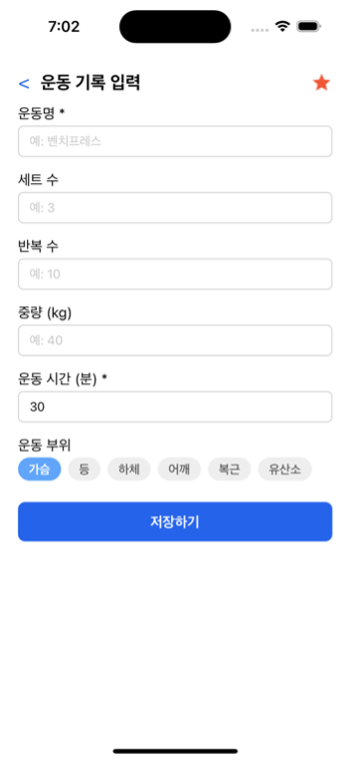 7:02
< 운동 기록 입력
운동명 *
예: 벤치프레스
세트 수
예: 3
반복 수
예: 10
중량 (kg)
예: 40
운동 시간 (분) *
30
운동 부위
가슴 등 하체 어깨 복근 유산소
저장하기